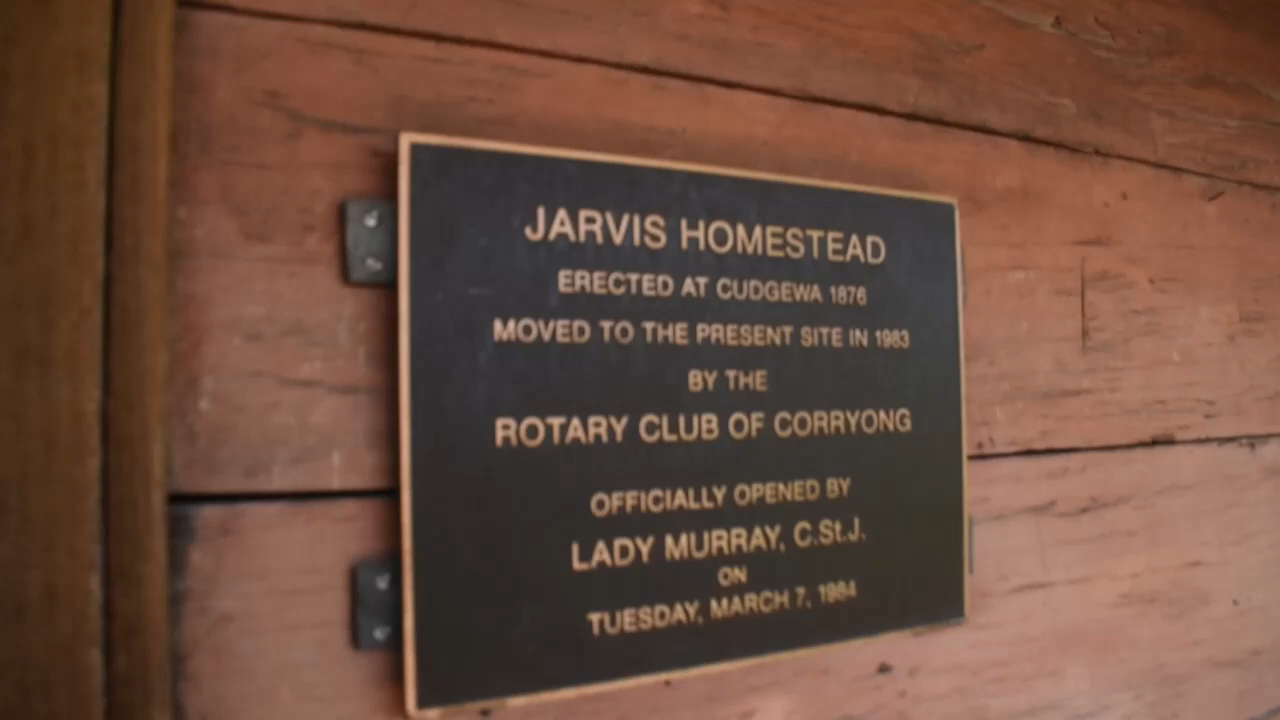 JARVIS HOMESTEAD
ERECTED AT CUDGEWA 1876
MOVED TO THE PRESENT SITE IN 1983
BY THE
ROTARY CLUB OF CORRYONG
OFFICIALLY OPENED BY
LADY MURRAY, C.St.J.
ON
TUESDAY, MARCH 7, 1984